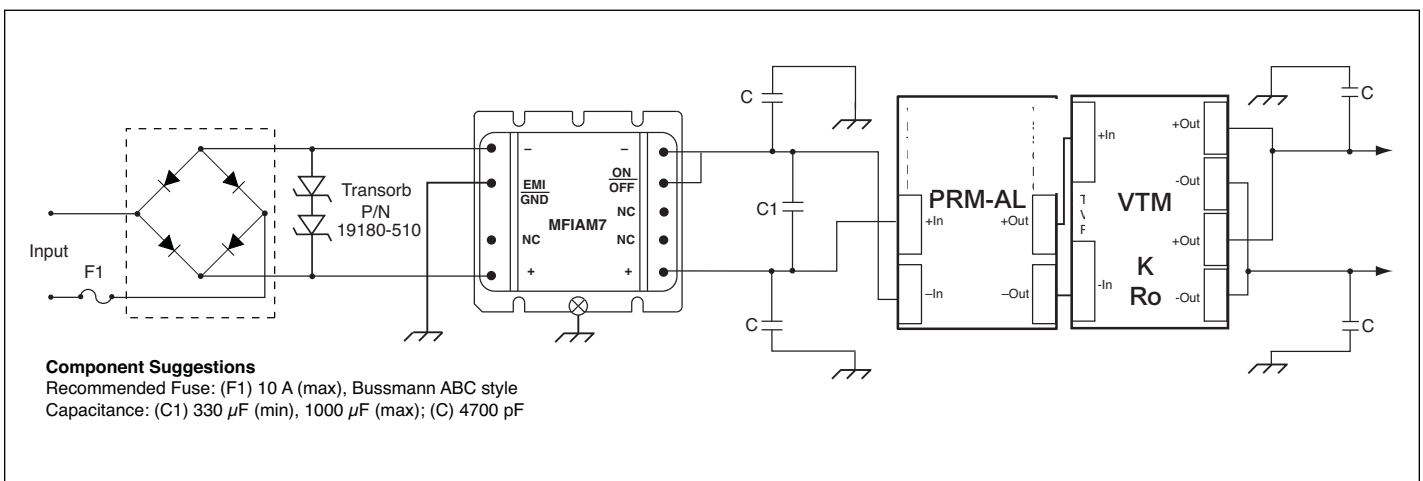 Input
F1
Transorb
P/N
19180-510
–
EMI
GND
NC
+
MFIAM7
–
ON
OFF
NC
NC
+
C
C1
C
PRM-AL
+In
–In
+Out
–Out
T
V
F
+In
-In
VTM
K
Ro
+Out
-Out
+Out
-Out
C
C
Component Suggestions
Recommended Fuse: (F1) 10 A (max), Bussmann ABC style
Capacitance: (C1) 330 µF (min), 1000 µF (max); (C) 4700 pF